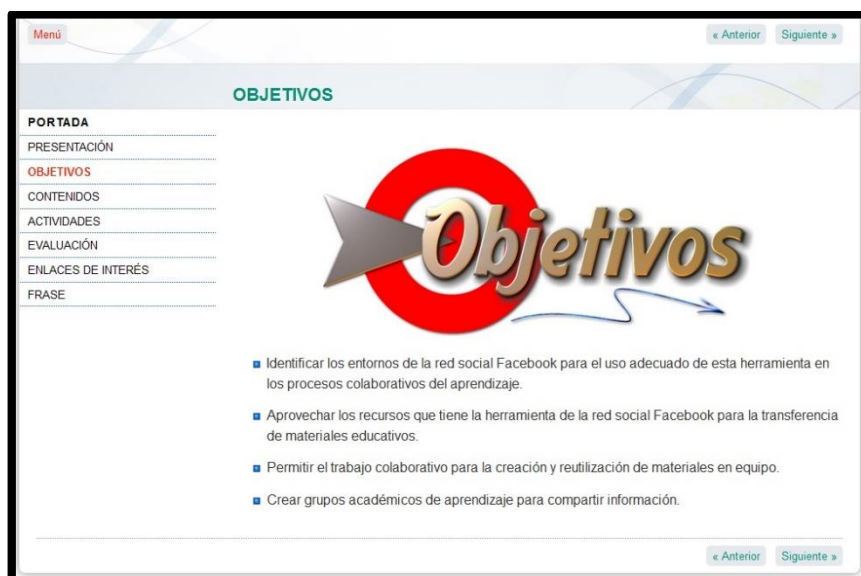 Menú
« Anterior
Siguiente »
OBJETIVOS
PORTADA
PRESENTACIÓN
OBJETIVOS
CONTENIDOS
ACTIVIDADES
EVALUACIÓN
ENLACES DE INTERÉS
FRASE
Objetivos
Identificar los entornos de la red social Facebook para el uso adecuado de esta herramienta en
los procesos colaborativos del aprendizaje.
Aprovechar los recursos que tiene la herramienta de la red social Facebook para la transferencia
de materiales educativos.
Permitir el trabajo colaborativo para la creación y reutilización de materiales en equipo.
Crear grupos académicos de aprendizaje para compartir información.
« Anterior
Siguiente »